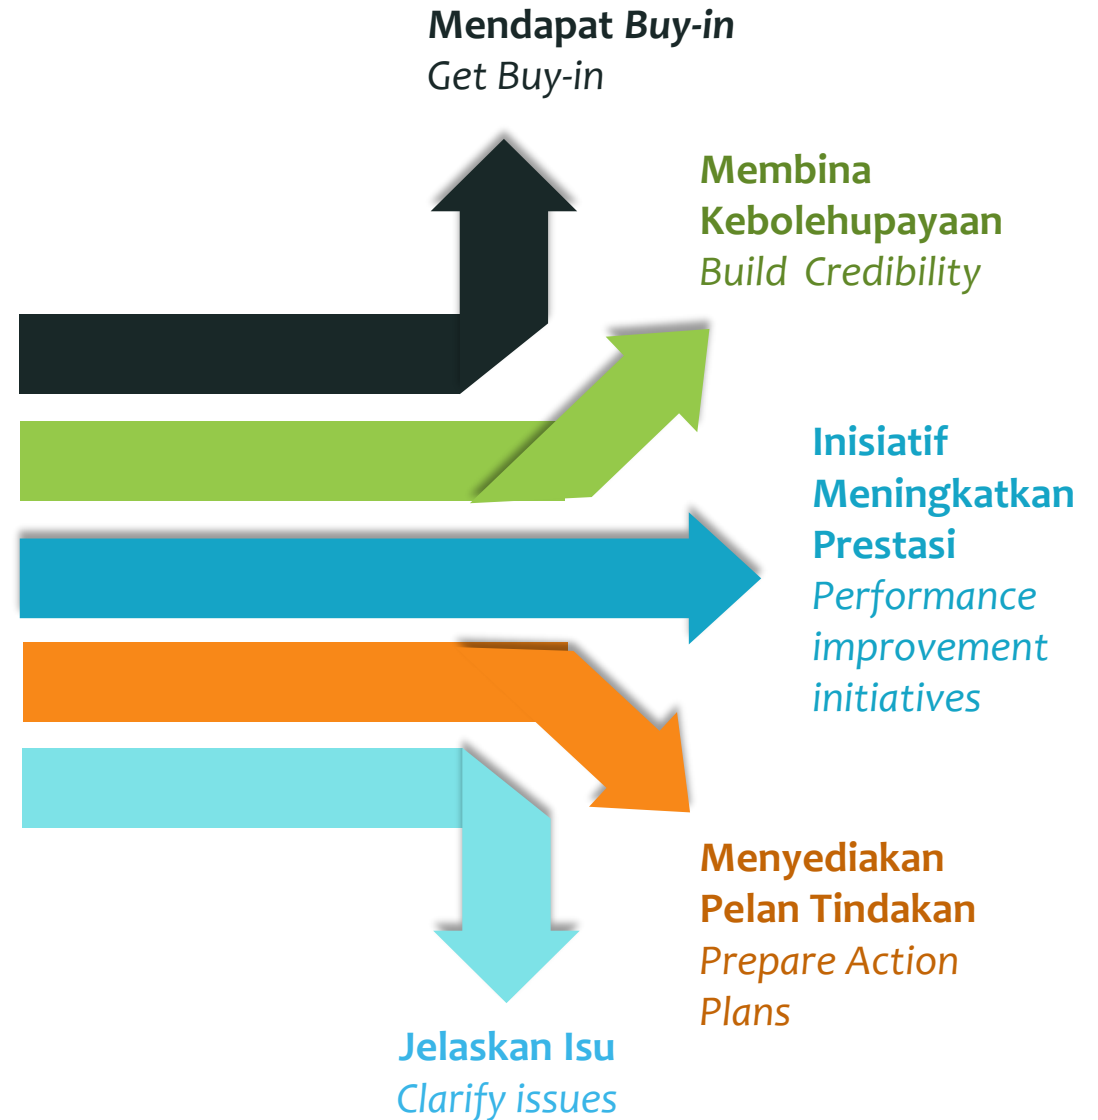 Mendapat Buy-in
Get Buy-in
Membina
Kebolehupayaan
Build Credibility
Inisiatif
Meningkatkan
Prestasi
Performance
improvement
initiatives
Menyediakan
Pelan Tindakan
Prepare Action
Plans
Jelaskan Isu
Clarify issues